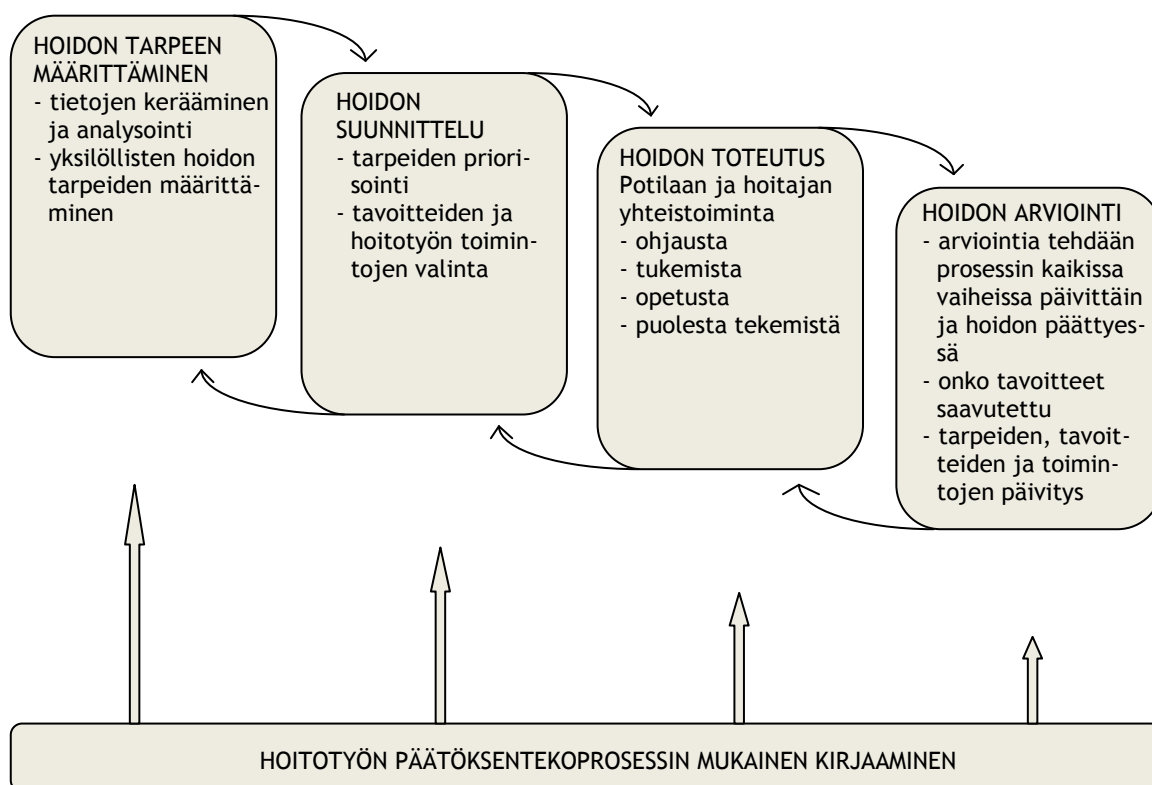 HOIDON TARPEEN
MÄÄRITTÄMINEN
- tietojen kerääminen
ja analysointi
- yksilöllisten hoidon
tarpeiden määrittä-
minen
HOIDON
SUUNNITTELU
- tarpeiden priori-
sointi
- tavoitteiden ja
hoitotyön toimin-
tojen valinta
HOIDON TOTEUTUS
Potilaan ja hoitajan
yhteistoiminta
- ohjausta
- tukemista
- opetusta
- puolesta tekemistä
HOIDON ARVIOINTI
- arviointia tehdään
prosessin kaikissa
vaiheissa päivittäin
ja hoidon päättyes-
sä
- onko tavoitteet
saavutettu
- tarpeiden, tavoit-
teiden ja toimin-
tojen päivitys
HOITOTYÖN PÄÄTÖKSENTEKOPROSESSIN MUKAINEN KIRJAAMINEN